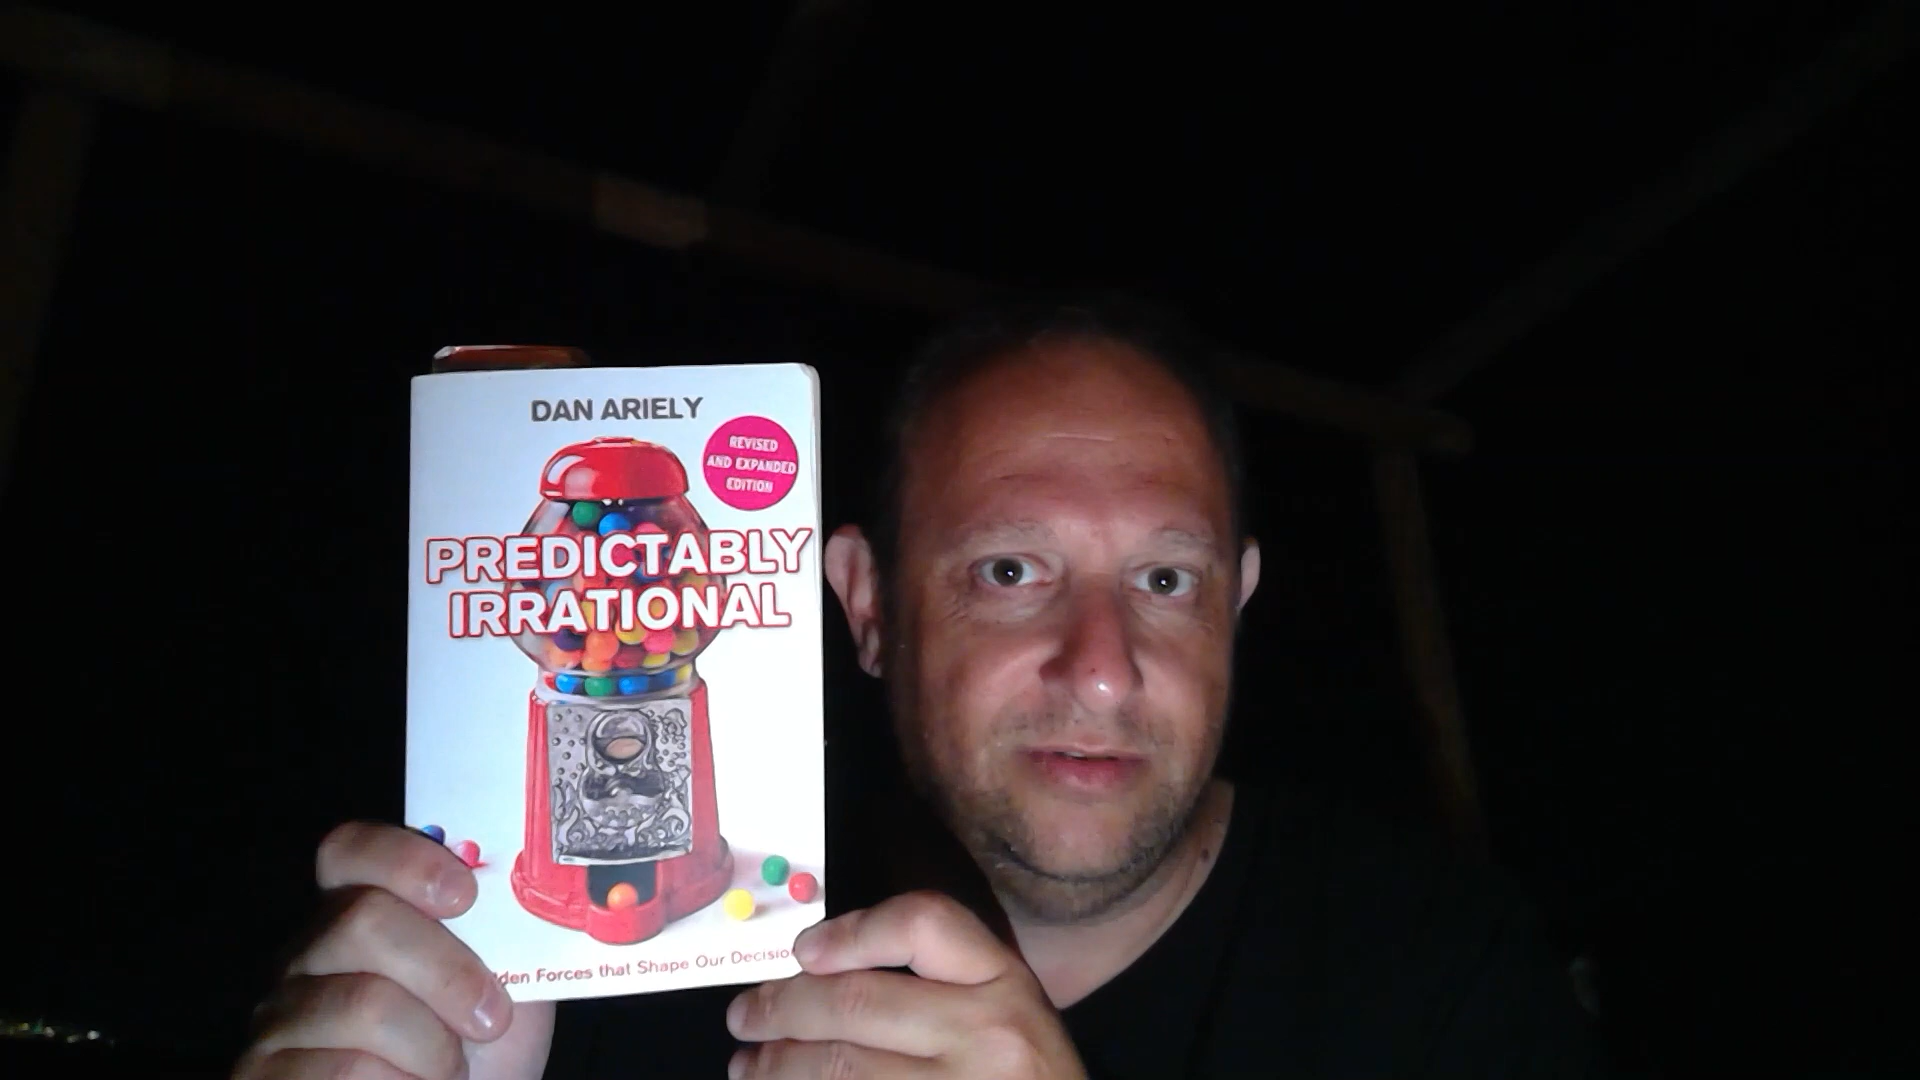 DAN ARIELY
REVISED
AND EXPANDED
EDITION
PREDICTABLY
IRRATIONAL
Forces that Shape Our